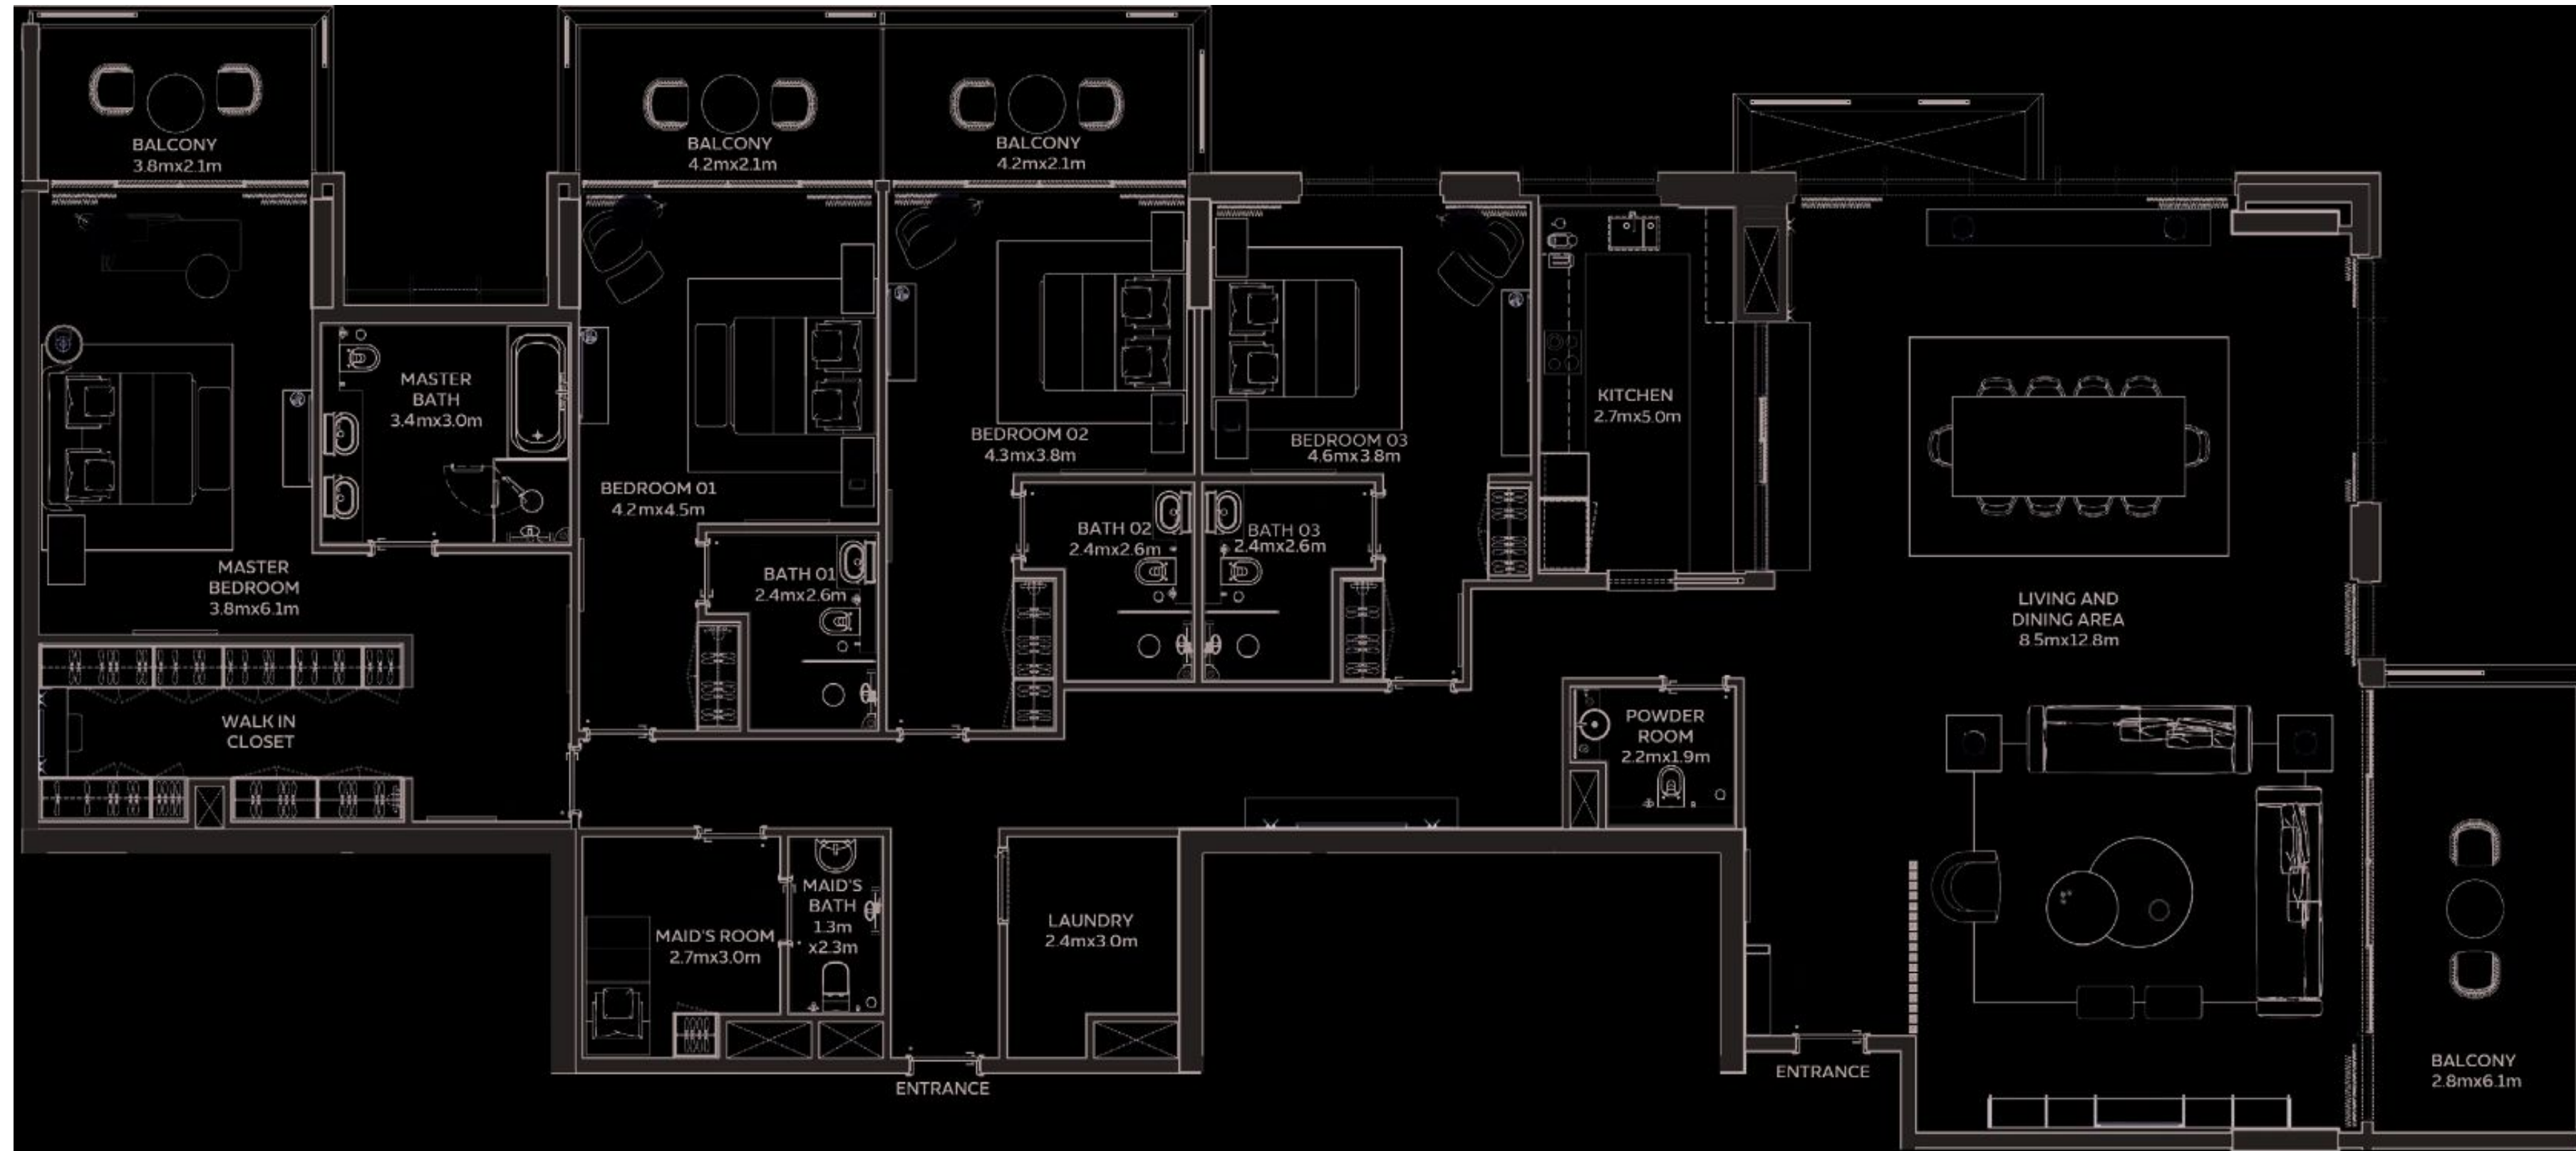 BALCONY
3.8mx2.1m
BALCONY
4.2mx2.1m
BALCONY
4.2mx2.1m
MASTER
BATH
3.4mx3.0m
KITCHEN
2.7mx5.0m
BEDROOM 02
4.3mx3.8m
BEDROOM 03
4.6mx3.8m
BEDROOM 01
4.2mx4.5m
BATH 02
2.4mx2.6m
BATH 03
2.4mx2.6m
MASTER
BEDROOM
3.8mx6.1m
BATH 01
2.4mx2.6m
LIVING AND
DINING AREA
8.5mx12.8m
WALK IN
CLOSET
POWDER
ROOM
2.2mx1.9m
MAID'S ROOM
2.7mx3.0m
MAID'S
BATH
1.3m
x2.3m
LAUNDRY
2.4mx3.0m
ENTRANCE
ENTRANCE
BALCONY
2.8mx6.1m